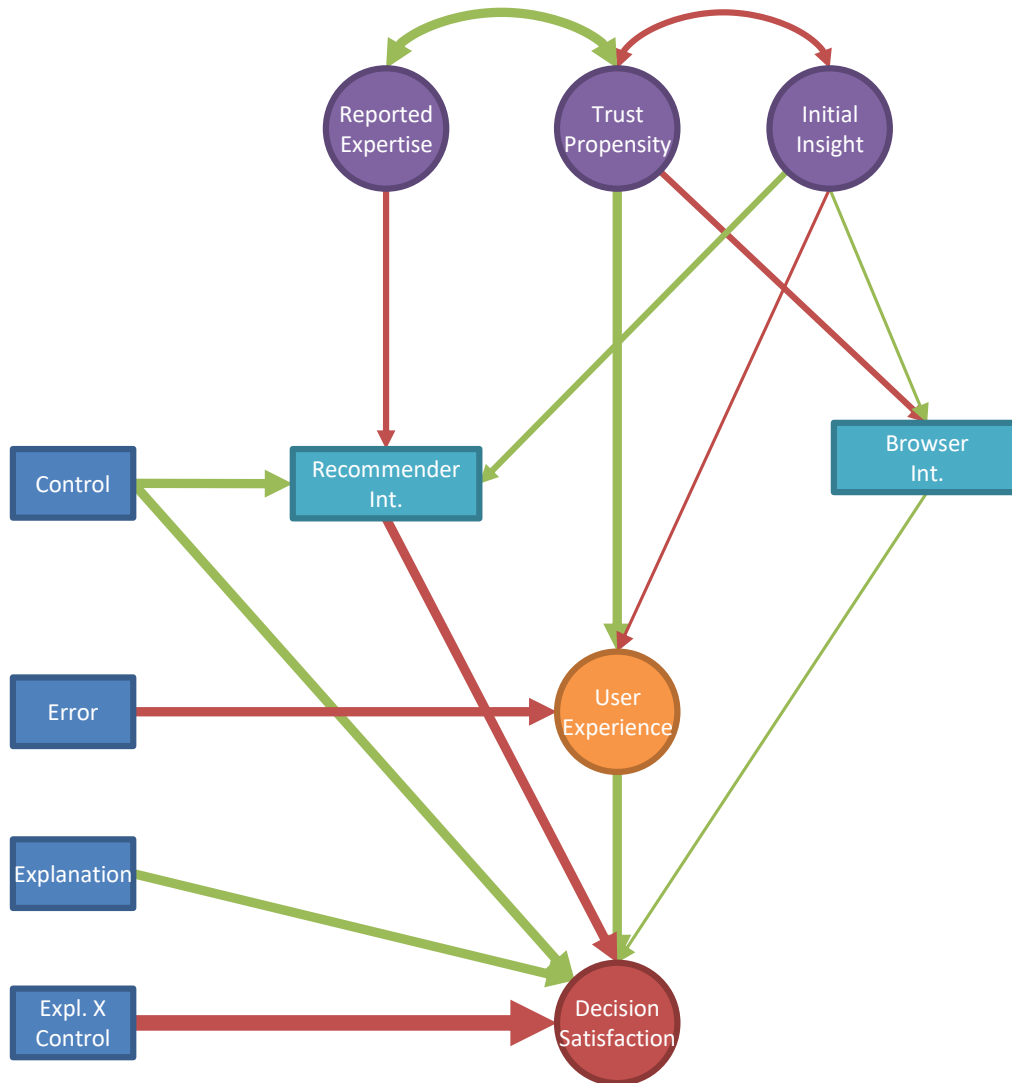 Reported
Expertise
Trust
Propensity
Initial
Insight
Control
Recommender
Int.
Browser
Int.
Error
User
Experience
Explanation
Expl. X
Control
Decision
Satisfaction